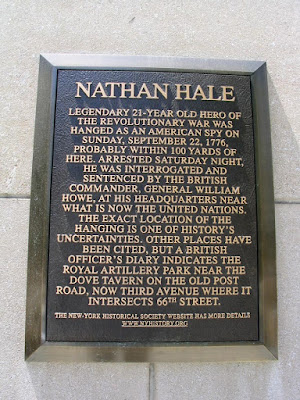 NATHAN HALE
LEGENDARY 21-YEAR OLD HERO OF
THE REVOLUTIONARY WAR WAS
HANGED AS AN AMERICAN SPY ON
SUNDAY, SEPTEMBER 22, 1776,
PROBABLY WITHIN 100 YARDS OF
HERE. ARRESTED SATURDAY NIGHT,
HE WAS INTERROGATED AND
SENTENCED BY THE BRITISH
COMMANDER, GENERAL WILLIAM
HOWE, AT HIS HEADQUARTERS NEAR
WHAT IS NOW THE UNITED NATIONS.
THE EXACT LOCATION OF THE
HANGING IS ONE OF HISTORY'S
UNCERTAINTIES. OTHER PLACES HAVE
BEEN CITED, BUT A BRITISH
OFFICER'S DIARY INDICATES THE
ROYAL ARTILLERY PARK NEAR THE
DOVE TAVERN ON THE OLD POST
ROAD, NOW THIRD AVENUE WHERE IT
INTERSECTS 66TH STREET.
THE NEW-YORK HISTORICAL SOCIETY WEBSITE HAS MORE DETAILS
WWW.NYHISTORY.ORG